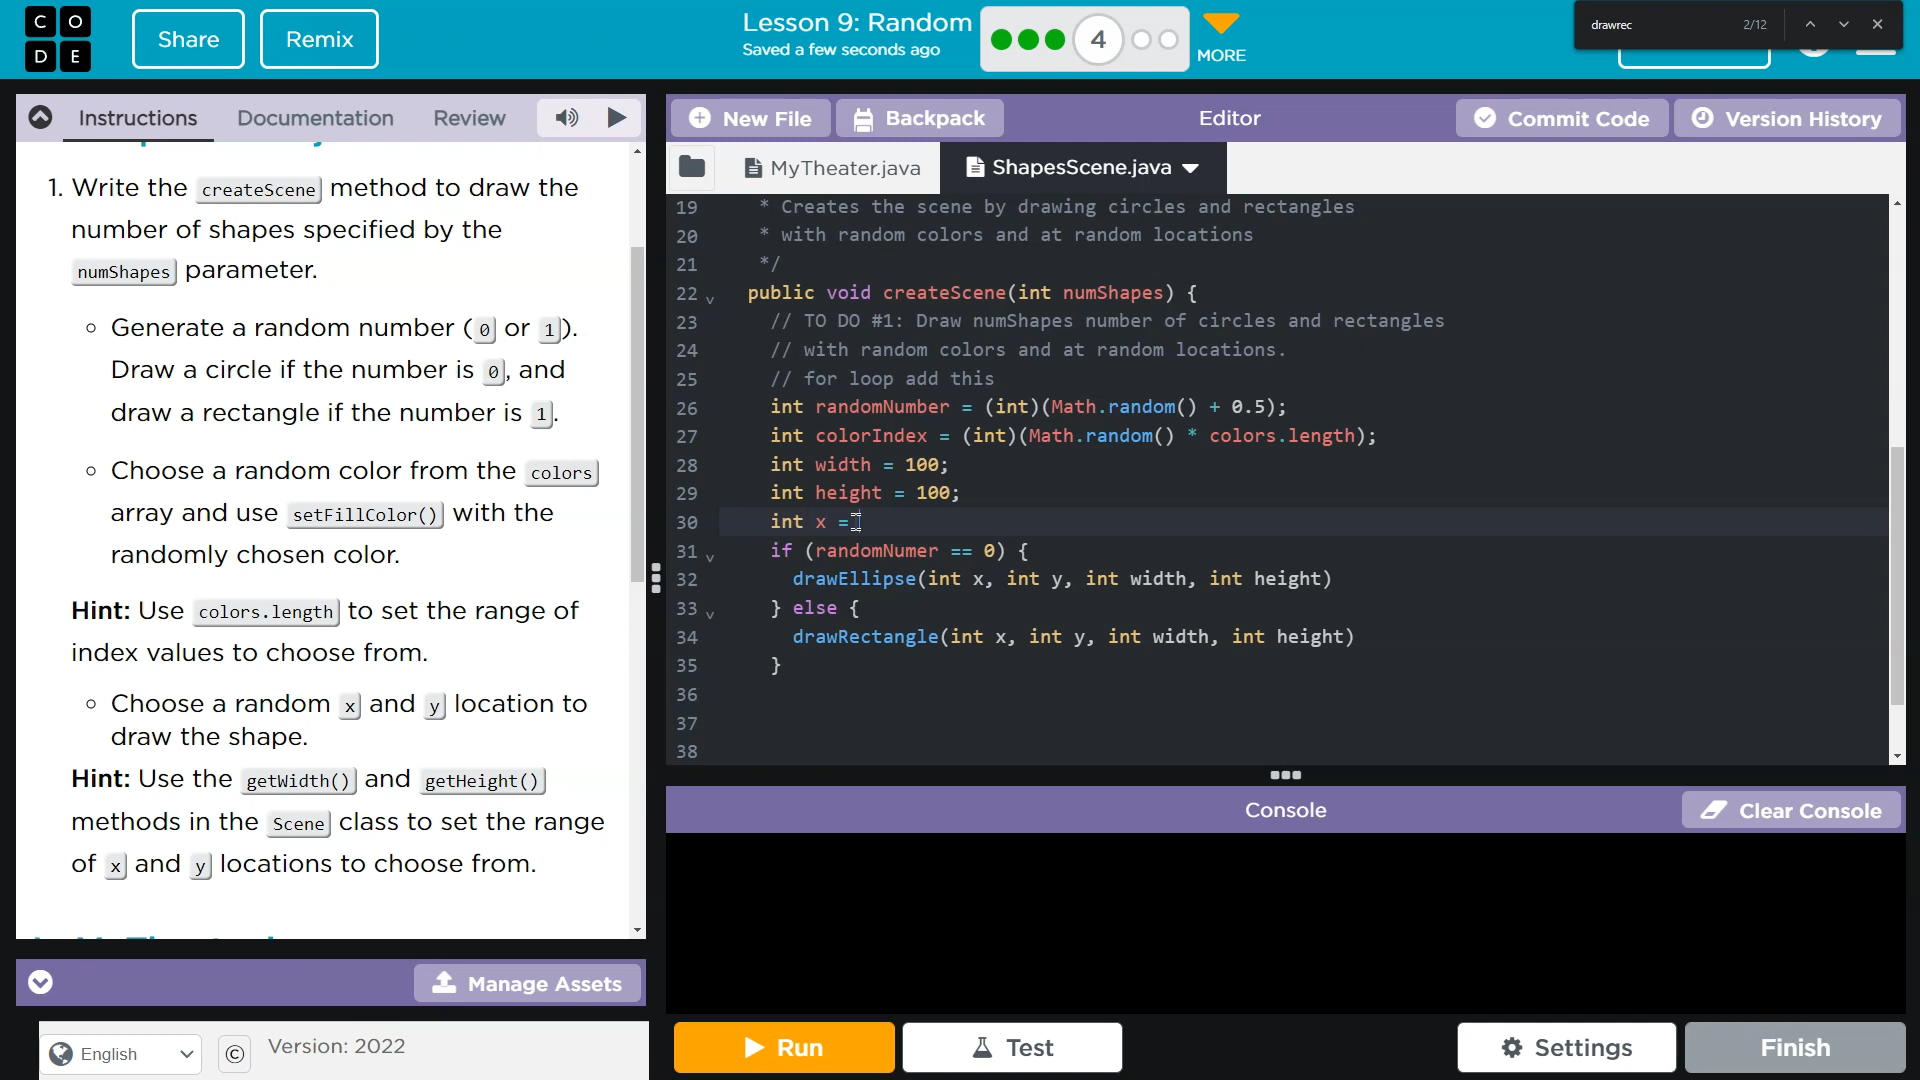 CO
DE
Share
Remix
Lesson 9: Random
Saved a few seconds ago
4
MORE
drawrec
2/12
Instructions
Documentation
Review
New File
Backpack
Editor
Commit Code
Version History
MyTheater.java
ShapesScene.java
1. Write the createScene method to draw the
number of shapes specified by the
numShapes parameter.
Generate a random number (0 or 1).
Draw a circle if the number is 0, and
draw a rectangle if the number is 1.
Choose a random color from the colors
array and use setFillColor() with the
randomly chosen color.
Hint: Use colors.length to set the range of
index values to choose from.
Choose a random x and y location to
draw the shape.
Hint: Use the getWidth() and getHeight()
methods in the Scene class to set the range
of x and y locations to choose from.
19 * Creates the scene by drawing circles and rectangles
20 * with random colors and at random locations
21 */
22 public void createScene(int numShapes) {
23 // TO DO #1: Draw numShapes number of circles and rectangles
24 // with random colors and at random locations.
25 // for loop add this
26 int randomNumber = (int)(Math.random() + 0.5);
27 int colorIndex = (int)(Math.random() * colors.length);
28 int width = 100;
29 int height = 100;
30 int x =
31 if (randomNumer == 0) {
32 drawEllipse(int x, int y, int width, int height)
33 } else {
34 drawRectangle(int x, int y, int width, int height)
35 }
36
37
38
Console
Clear Console
Manage Assets
English
©
Version: 2022
Run
Test
Settings
Finish